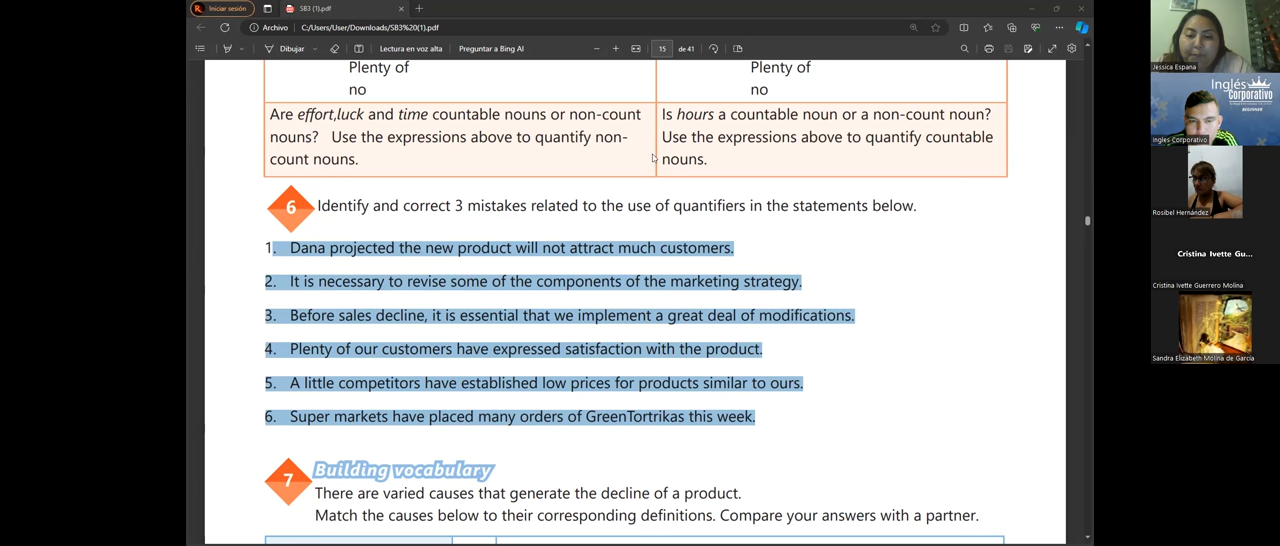 Iniciar sesión
SB3 (1).pdf
Archivo
C:/Users/User/Downloads/SB3%20(1).pdf
Dibujar
Lectura en voz alta
Preguntar a Bing AI
15
de 41
Plenty of
no
Plenty of
no
Are effort,luck and time countable nouns or non-count
nouns? Use the expressions above to quantify non-
count nouns.
Is hours a countable noun or a non-count noun?
Use the expressions above to quantify countable
nouns.
6
Identify and correct 3 mistakes related to the use of quantifiers in the statements below.
1. Dana projected the new product will not attract much customers.
2. It is necessary to revise some of the components of the marketing strategy.
3. Before sales decline, it is essential that we implement a great deal of modifications.
4. Plenty of our customers have expressed satisfaction with the product.
5. A little competitors have established low prices for products similar to ours.
6. Super markets have placed many orders of GreenTortrikas this week.
7
Building vocabulary
There are varied causes that generate the decline of a product.
Match the causes below to their corresponding definitions. Compare your answers with a partner.
Jessica Espana
Inglés
Corporativo
BEGINNER
Inglés Corporativo
Rosibel Hernández
Cristina Ivette Gu...
Cristina Ivette Guerrero Molina
Sandra Elizabeth Molina de García